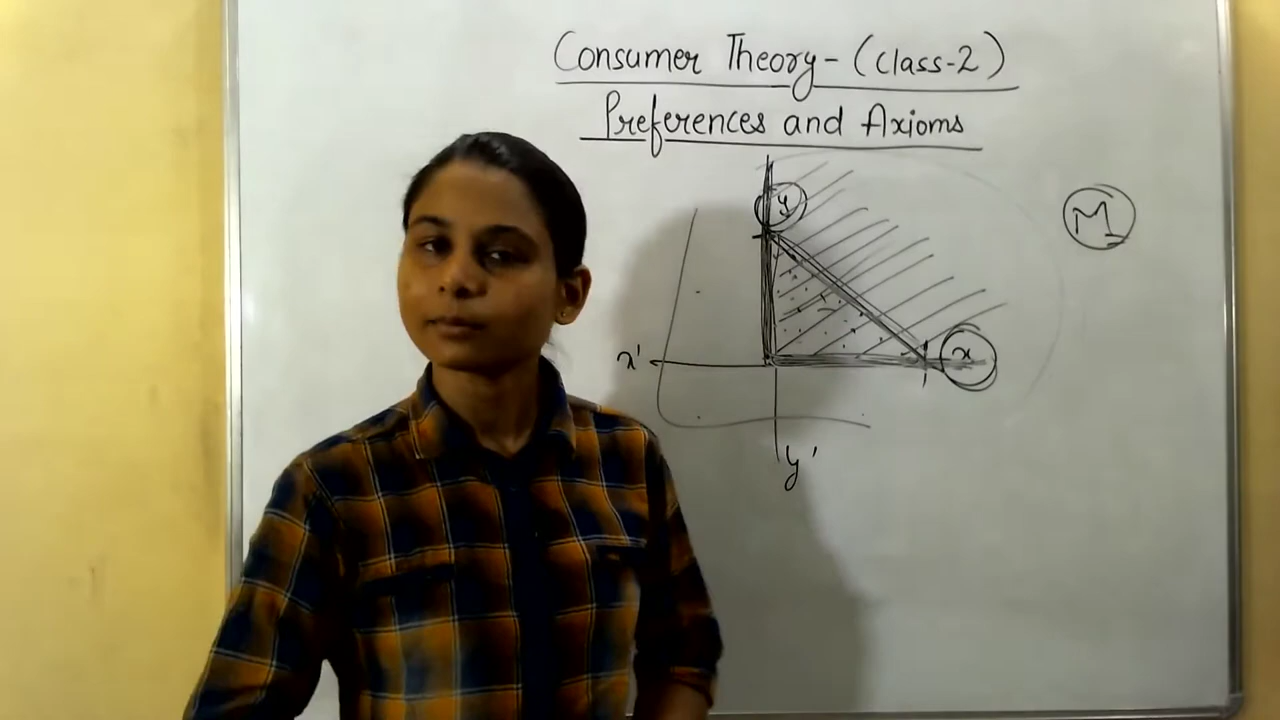 Consumer Theory - (Class-2)
Preferences and Axioms
y
M
x' x
y'